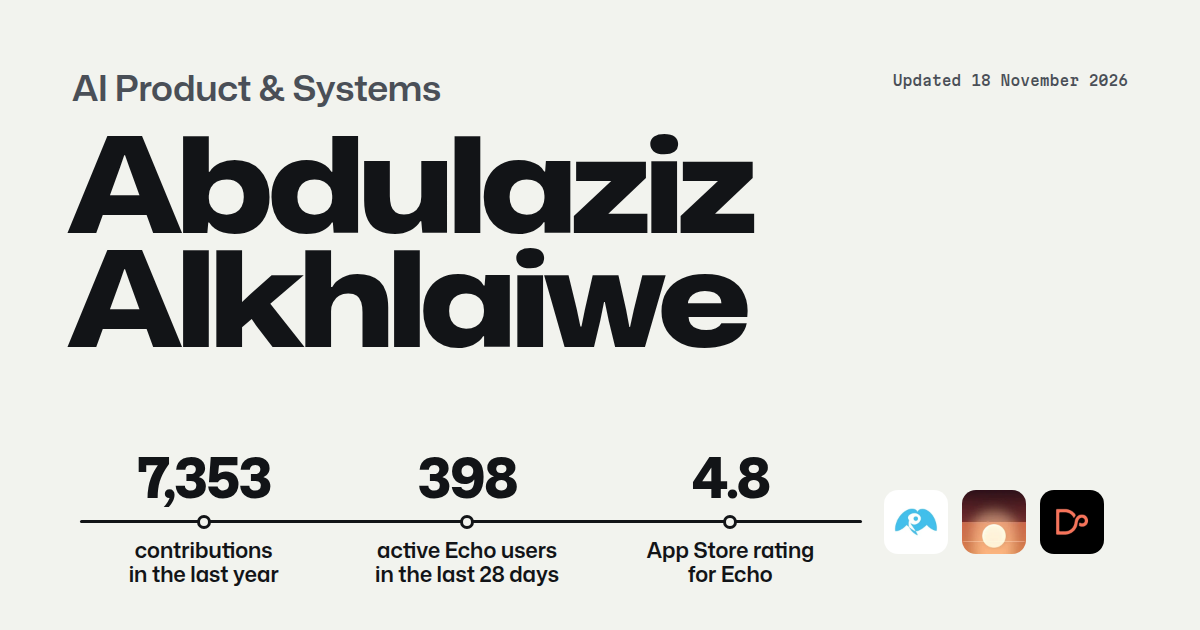 AI Product & Systems
Updated 18 November 2026
Abdulaziz
Alkhlaiwe
7,353
contributions
in the last year
398
active Echo users
in the last 28 days
4.8
App Store rating
for Echo